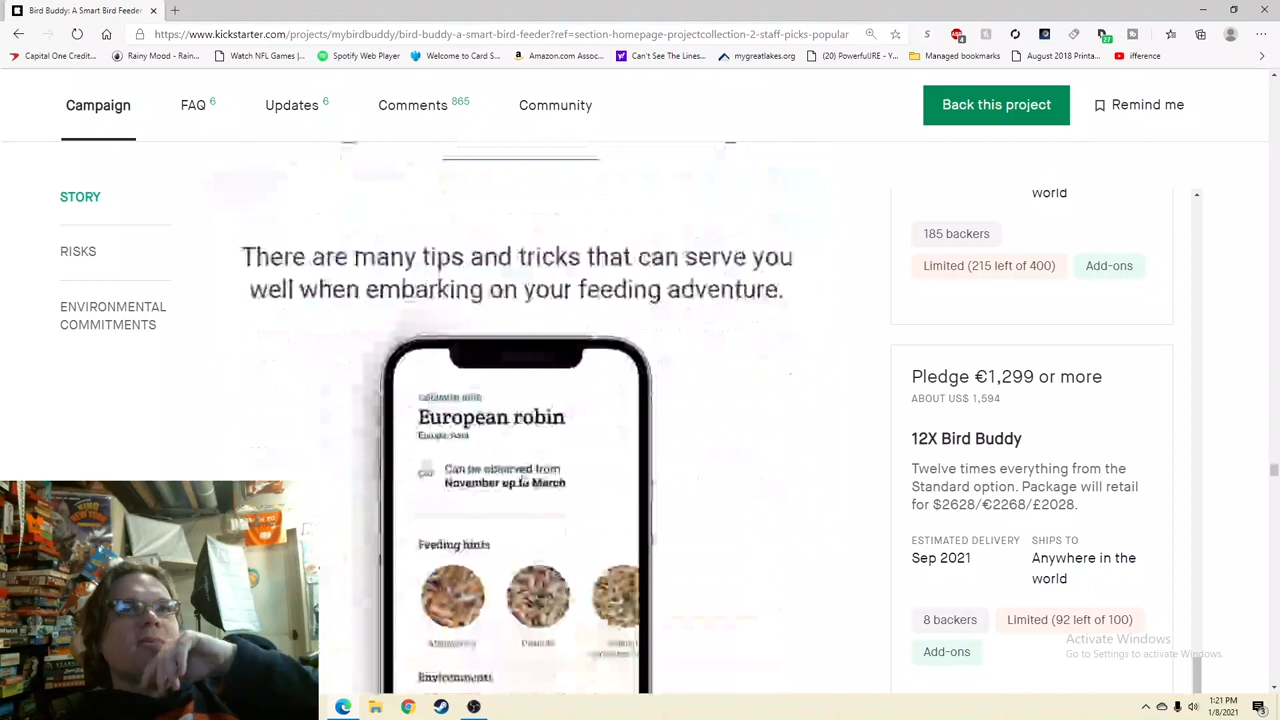 Bird Buddy: A Smart Bird Feeder
https://www.kickstarter.com/projects/mybirdbuddy/bird-buddy-a-smart-bird-feeder?ref=section-homepage-projectcollection-2-staff-picks-popular
Capital One Credit...
Rainy Mood - Rain...
Watch NFL Games |...
Spotify Web Player
Welcome to Social...
Amazon.com Assoc...
Can't See The Lines...
mygreatlakes.org
(20) PowerfulJRE - Y...
Managed bookmarks
August 2018 Printa...
ifference
Campaign
FAQ 6
Updates 6
Comments 865
Community
Back this project
Remind me
STORY
RISKS
ENVIRONMENTAL
COMMITMENTS
There are many tips and tricks that can serve you
well when embarking on your feeding adventure.
European robin
Can be observed from
November up to March
Feeding hints
Environment
world
185 backers
Limited (215 left of 400)
Add-ons
Pledge €1,299 or more
ABOUT US$ 1,594
12X Bird Buddy
Twelve times everything from the
Standard option. Package will retail
for $2628/€2268/£2028.
ESTIMATED DELIVERY
SHIPS TO
Sep 2021
Anywhere in the
world
8 backers
Limited (92 left of 100)
Add-ons
Activate Windows
Go to Settings to activate Windows.
1:21 PM
1/8/2021